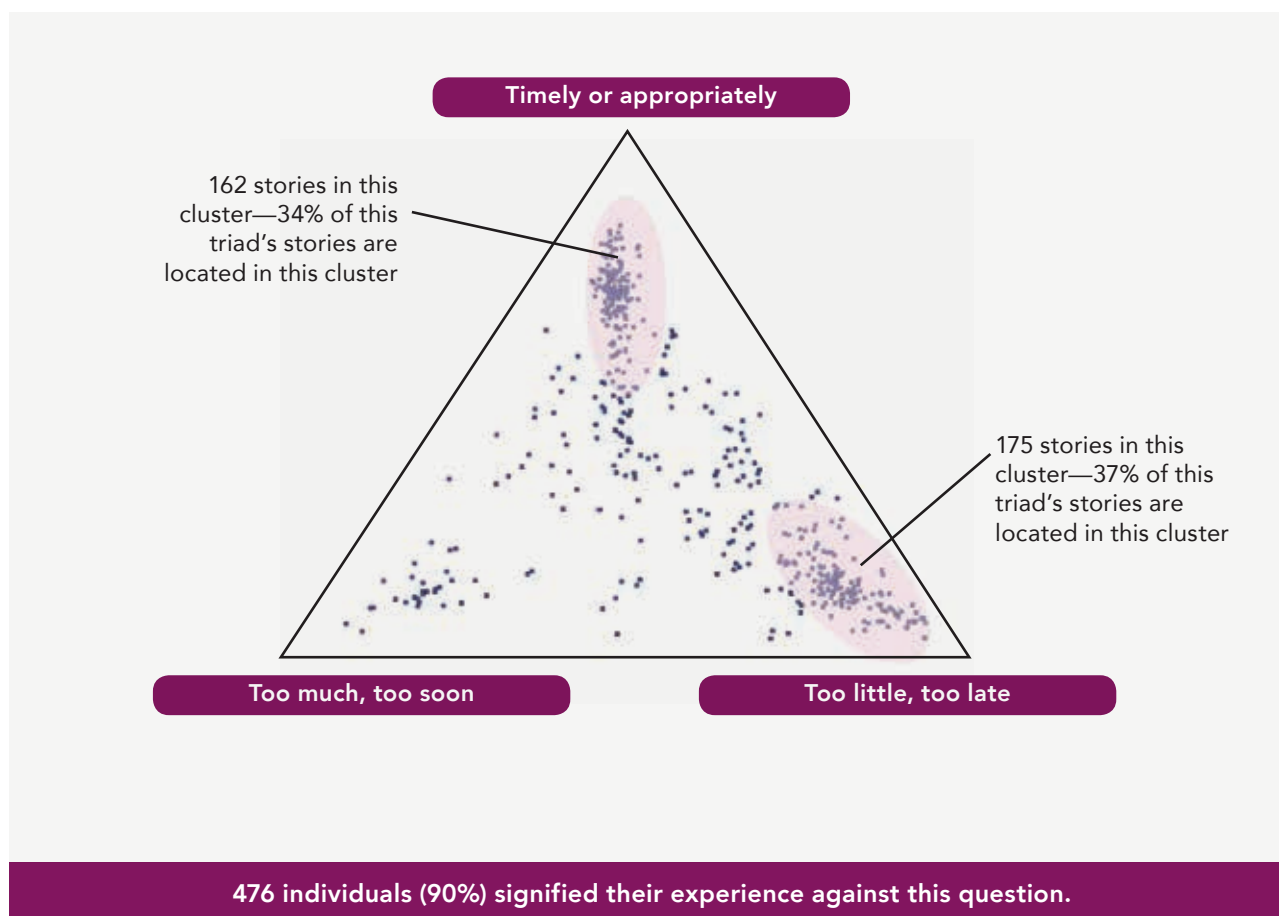 Timely or appropriately
162 stories in this
cluster—34% of this
triad's stories are
located in this cluster
175 stories in this
cluster—37% of this
triad's stories are
located in this cluster
Too much, too soon
Too little, too late
476 individuals (90%) signified their experience against this question.